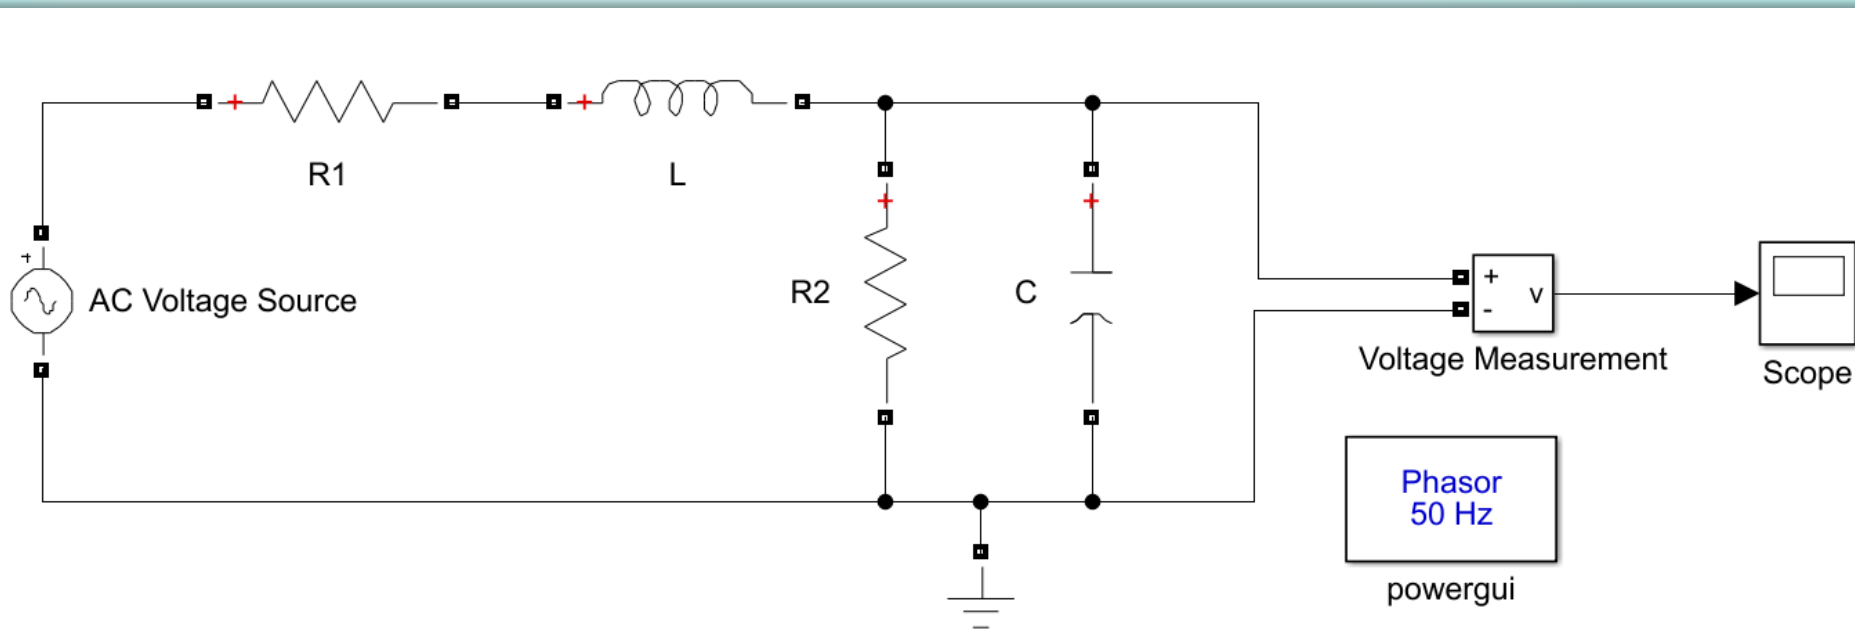 R1
L
+
AC Voltage Source
R2
C
+
-
v
Voltage Measurement
Scope
Phasor
50 Hz
powergui